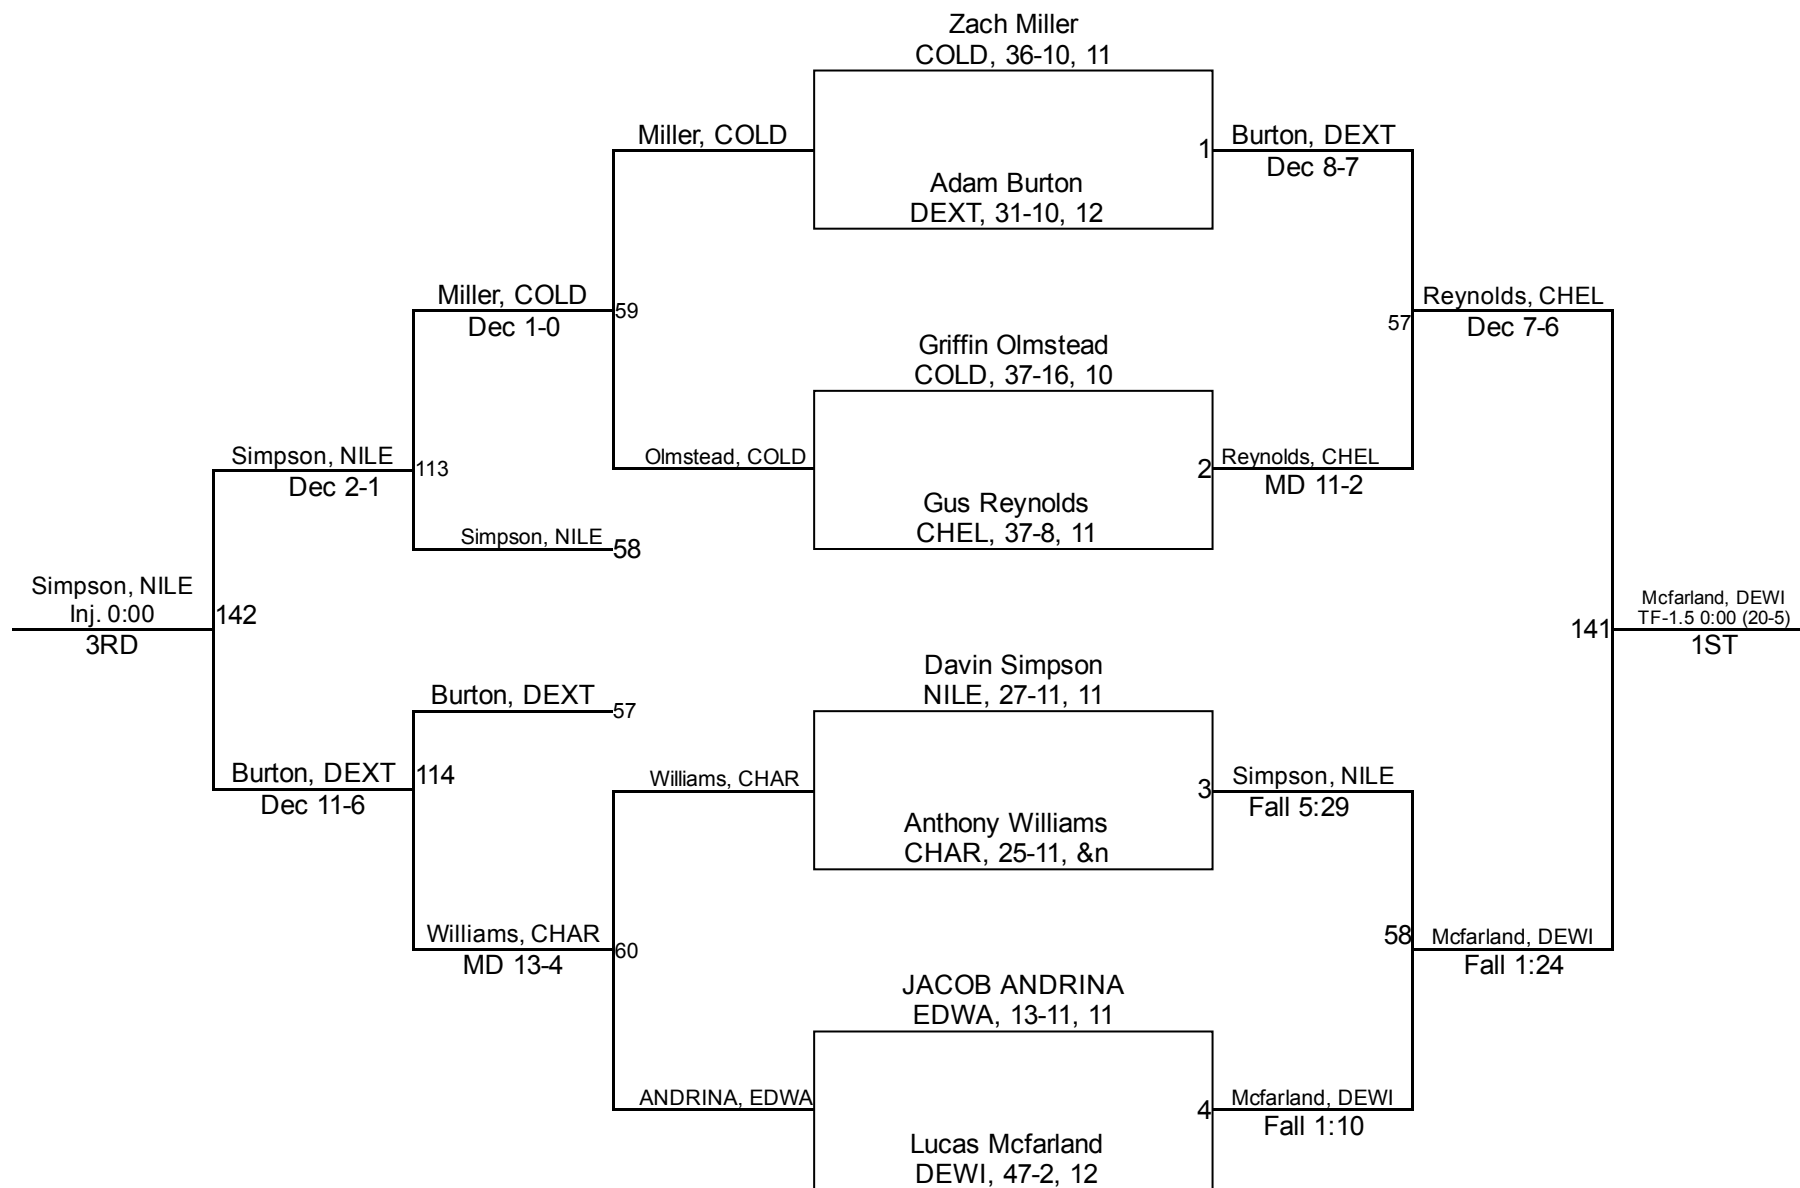 Zach Miller
COLD, 36-10, 11
Miller, COLD
1
Burton, DEXT
Dec 8-7
Adam Burton
DEXT, 31-10, 12
Miller, COLD
Dec 1-0
59
57
Reynolds, CHEL
Dec 7-6
Griffin Olmstead
COLD, 37-16, 10
Simpson, NILE
Dec 2-1
113
Olmstead, COLD
2
Reynolds, CHEL
MD 11-2
Gus Reynolds
CHEL, 37-8, 11
Simpson, NILE
58
Simpson, NILE
Inj. 0:00
3RD
142
141
Mcfarland, DEWI
TF-1.5 0:00 (20-5)
1ST
Davin Simpson
NILE, 27-11, 11
Burton, DEXT
57
Burton, DEXT
Dec 11-6
114
Williams, CHAR
3
Simpson, NILE
Fall 5:29
Anthony Williams
CHAR, 25-11, &n
Williams, CHAR
MD 13-4
60
58
Mcfarland, DEWI
Fall 1:24
JACOB ANDRINA
EDWA, 13-11, 11
ANDRINA, EDWA
4
Mcfarland, DEWI
Fall 1:10
Lucas Mcfarland
DEWI, 47-2, 12